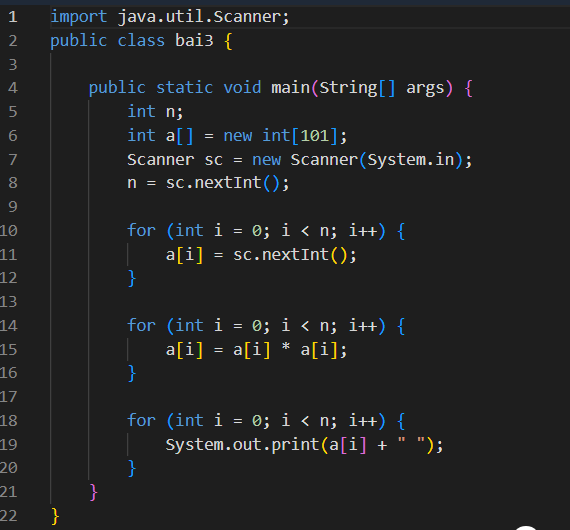 1 import java.util.Scanner;
2 public class bai3 {
3
4     public static void main(String[] args) {
5         int n;
6         int a[] = new int[101];
7         Scanner sc = new Scanner(System.in);
8         n = sc.nextInt();
9
10         for (int i = 0; i < n; i++) {
11             a[i] = sc.nextInt();
12         }
13
14         for (int i = 0; i < n; i++) {
15             a[i] = a[i] * a[i];
16         }
17
18         for (int i = 0; i < n; i++) {
19             System.out.print(a[i] + " ");
20         }
21     }
22 }